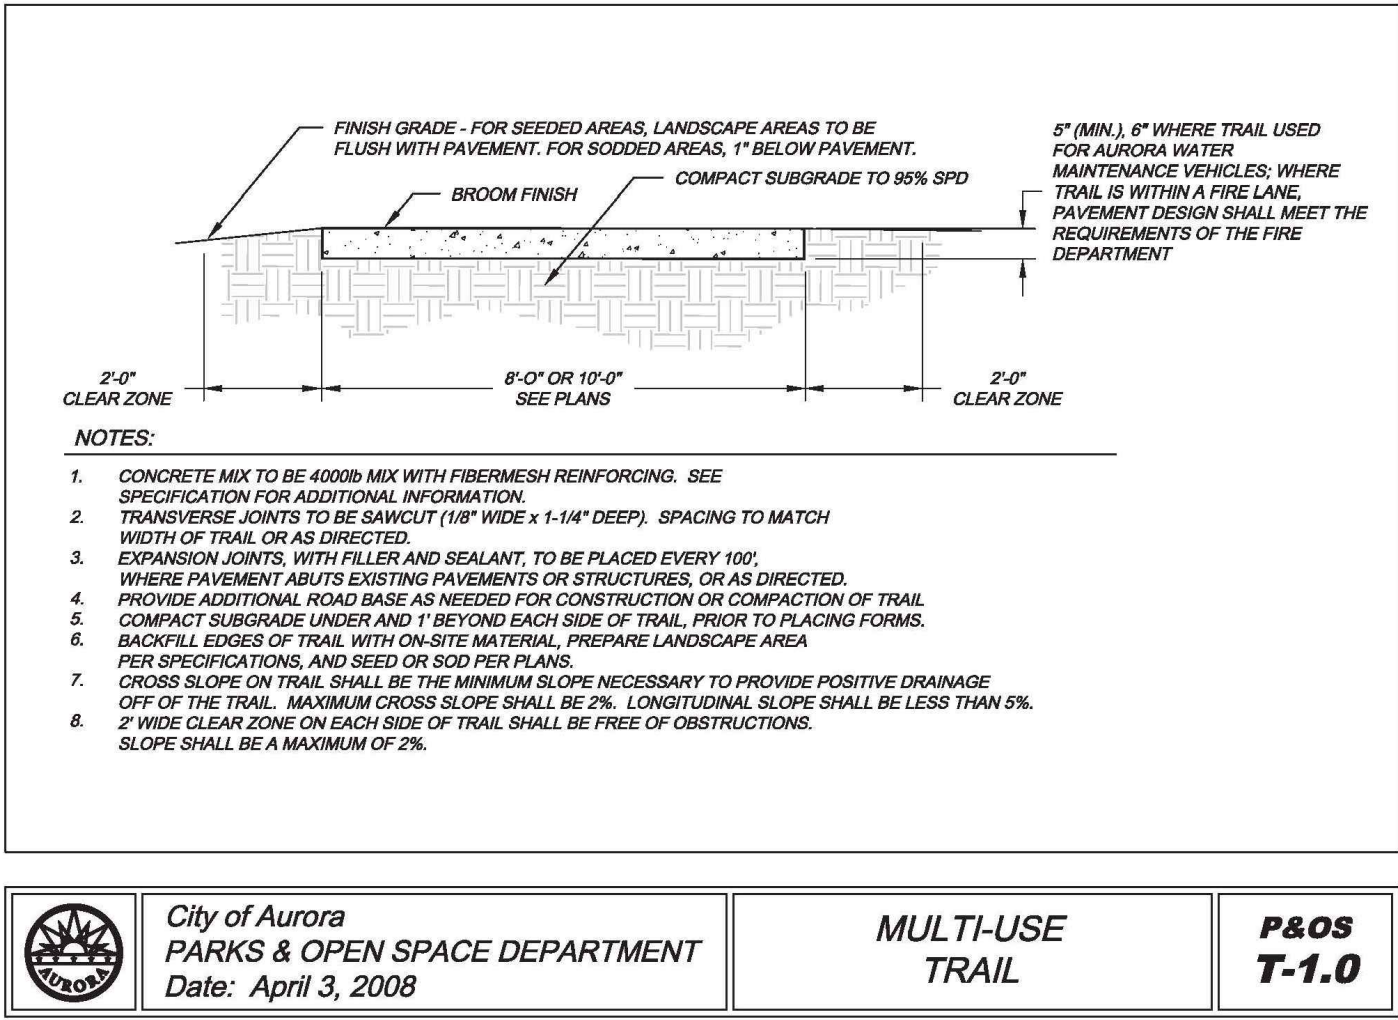 FINISH GRADE - FOR SEEDED AREAS, LANDSCAPE AREAS TO BE
FLUSH WITH PAVEMENT. FOR SODDED AREAS, 1" BELOW PAVEMENT.
COMPACT SUBGRADE TO 95% SPD
BROOM FINISH
5" (MIN.), 6" WHERE TRAIL USED
FOR AURORA WATER
MAINTENANCE VEHICLES; WHERE
TRAIL IS WITHIN A FIRE LANE,
PAVEMENT DESIGN SHALL MEET THE
REQUIREMENTS OF THE FIRE
DEPARTMENT
2'-0"
CLEAR ZONE
8'-O" OR 10'-0"
SEE PLANS
2'-0"
CLEAR ZONE
NOTES:
1. CONCRETE MIX TO BE 4000lb MIX WITH FIBERMESH REINFORCING. SEE
SPECIFICATION FOR ADDITIONAL INFORMATION.
2. TRANSVERSE JOINTS TO BE SAWCUT (1/8" WIDE x 1-1/4" DEEP). SPACING TO MATCH
WIDTH OF TRAIL OR AS DIRECTED.
3. EXPANSION JOINTS, WITH FILLER AND SEALANT, TO BE PLACED EVERY 100',
WHERE PAVEMENT ABUTS EXISTING PAVEMENTS OR STRUCTURES, OR AS DIRECTED.
4. PROVIDE ADDITIONAL ROAD BASE AS NEEDED FOR CONSTRUCTION OR COMPACTION OF TRAIL
5. COMPACT SUBGRADE UNDER AND 1' BEYOND EACH SIDE OF TRAIL, PRIOR TO PLACING FORMS.
6. BACKFILL EDGES OF TRAIL WITH ON-SITE MATERIAL, PREPARE LANDSCAPE AREA
PER SPECIFICATIONS, AND SEED OR SOD PER PLANS.
7. CROSS SLOPE ON TRAIL SHALL BE THE MINIMUM SLOPE NECESSARY TO PROVIDE POSITIVE DRAINAGE
OFF OF THE TRAIL. MAXIMUM CROSS SLOPE SHALL BE 2%. LONGITUDINAL SLOPE SHALL BE LESS THAN 5%.
8. 2' WIDE CLEAR ZONE ON EACH SIDE OF TRAIL SHALL BE FREE OF OBSTRUCTIONS.
SLOPE SHALL BE A MAXIMUM OF 2%.
AURORA
City of Aurora
PARKS & OPEN SPACE DEPARTMENT
Date: April 3, 2008
MULTI-USE
TRAIL
P&OS
T-1.0